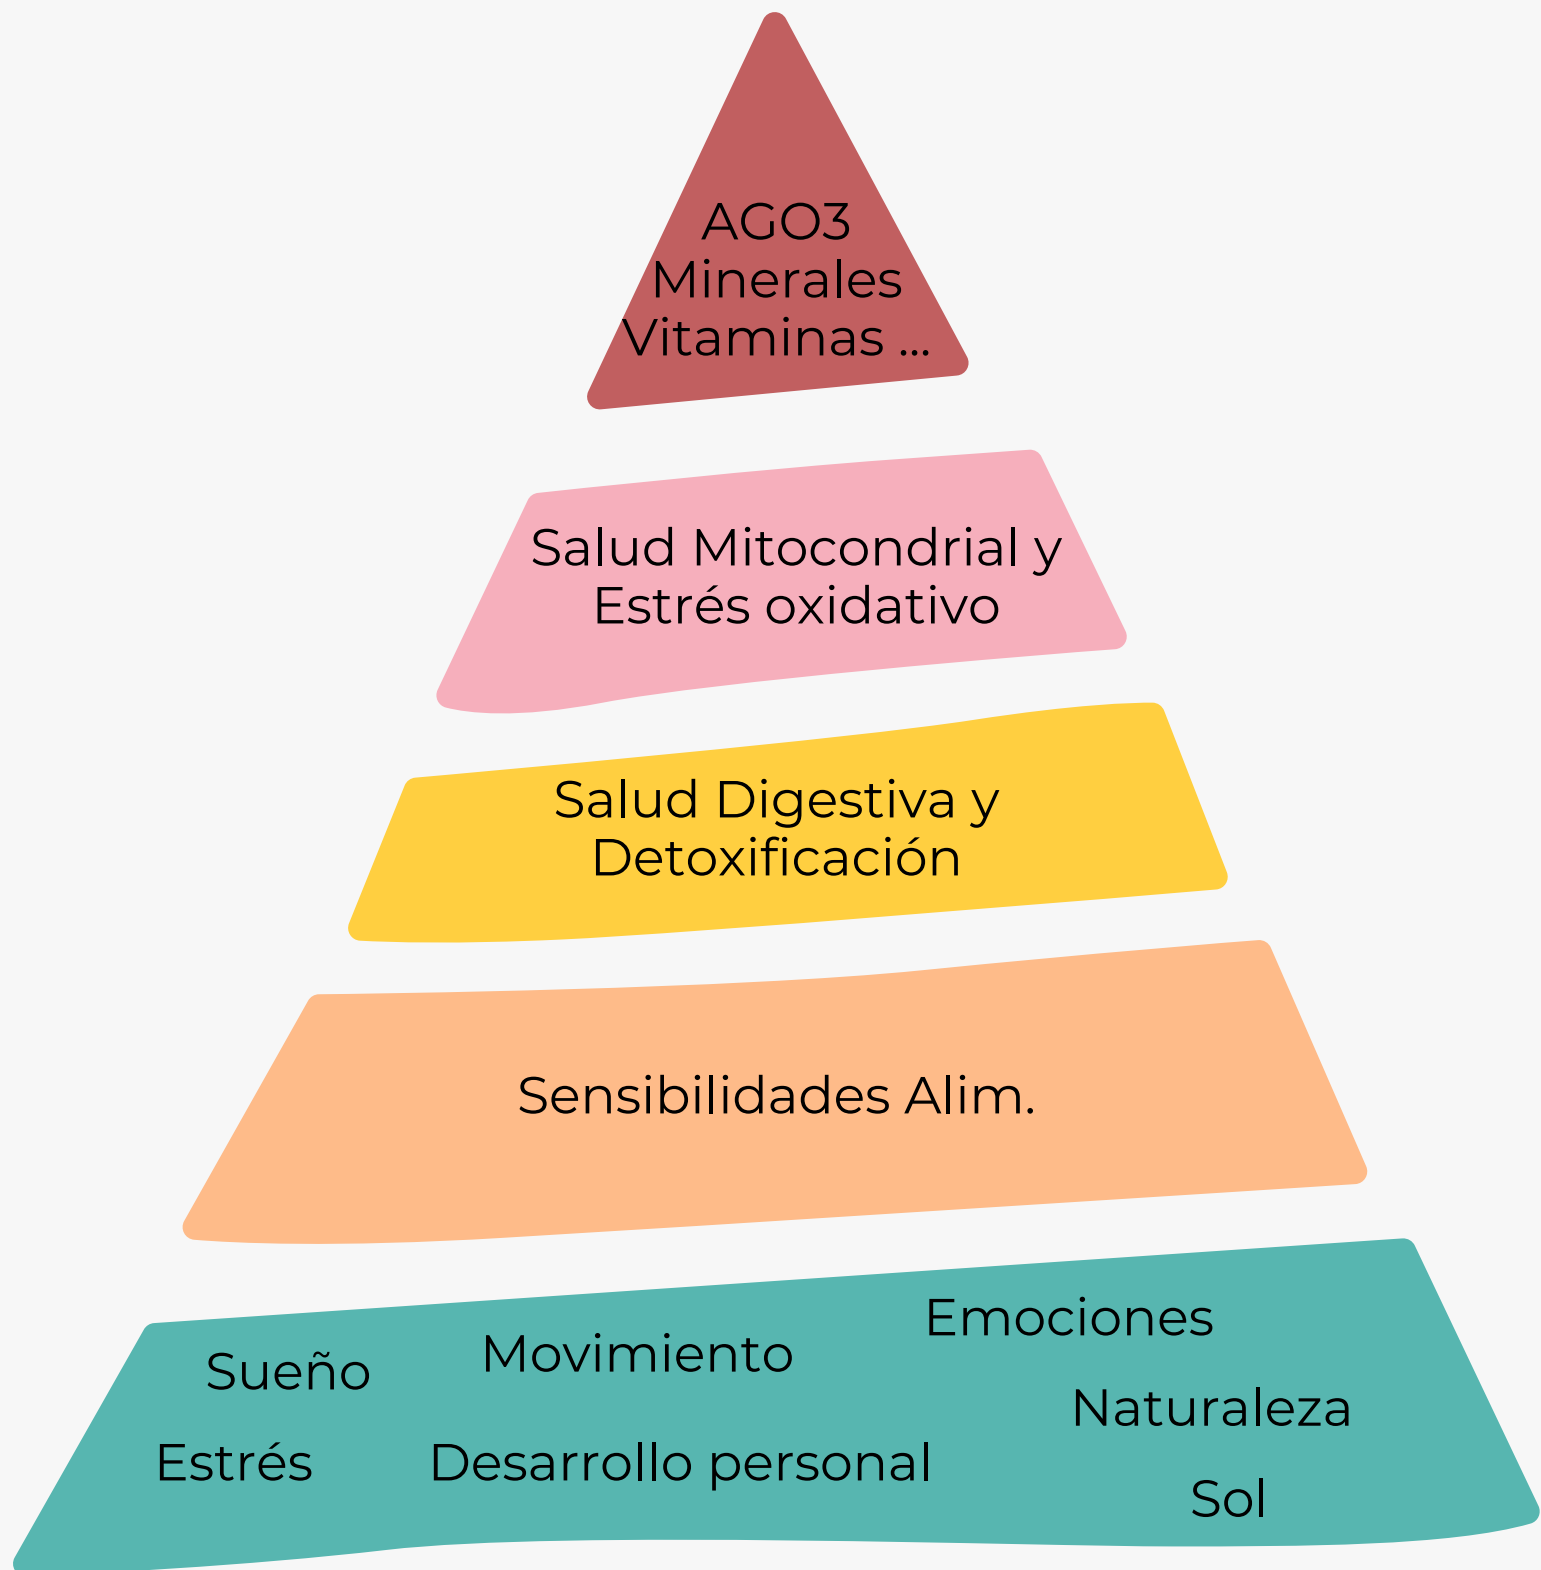 AGO3
Minerales
Vitaminas ...
Salud Mitocondrial y
Estrés oxidativo
Salud Digestiva y
Detoxificación
Sensibilidades Alim.
Emociones
Movimiento
Sueño
Naturaleza
Estrés
Desarrollo personal
Sol